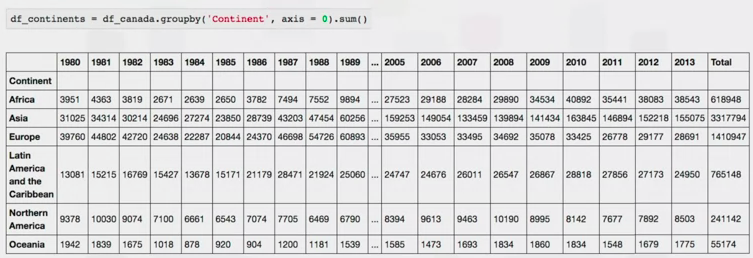 df_continents = df_canada.groupby('Continent', axis = 0).sum()
1980 1981 1982 1983 1984 1985 1986 1987 1988 1989 ... 2005 2006 2007 2008 2009 2010 2011 2012 2013 Total
Continent
Africa 3951 4363 3819 2671 2639 2650 3782 7494 7552 9894 ... 27523 29188 28284 29890 34534 40892 35441 38083 38543 618948
Asia 31025 34314 30214 24696 27274 23850 28739 43203 47454 60256 ... 159253 149054 133459 139894 141434 163845 146894 152218 155075 3317794
Europe 39760 44802 42720 24638 22287 20844 24370 46698 54726 60893 ... 35955 33053 33495 34692 35078 33425 26778 29177 28691 1410947
Latin
America
and the
Caribbean
13081 15215 16769 15427 13678 15171 21179 28471 21924 25060 ... 24747 24676 26011 26547 26867 28818 27856 27173 24950 765148
Northern
America
9378 10030 9074 7100 6661 6543 7074 7705 6469 6790 ... 8394 9613 9463 10190 8995 8142 7677 7892 8503 241142
Oceania 1942 1839 1675 1018 878 920 904 1200 1181 1539 ... 1585 1473 1693 1834 1860 1834 1548 1679 1775 55174